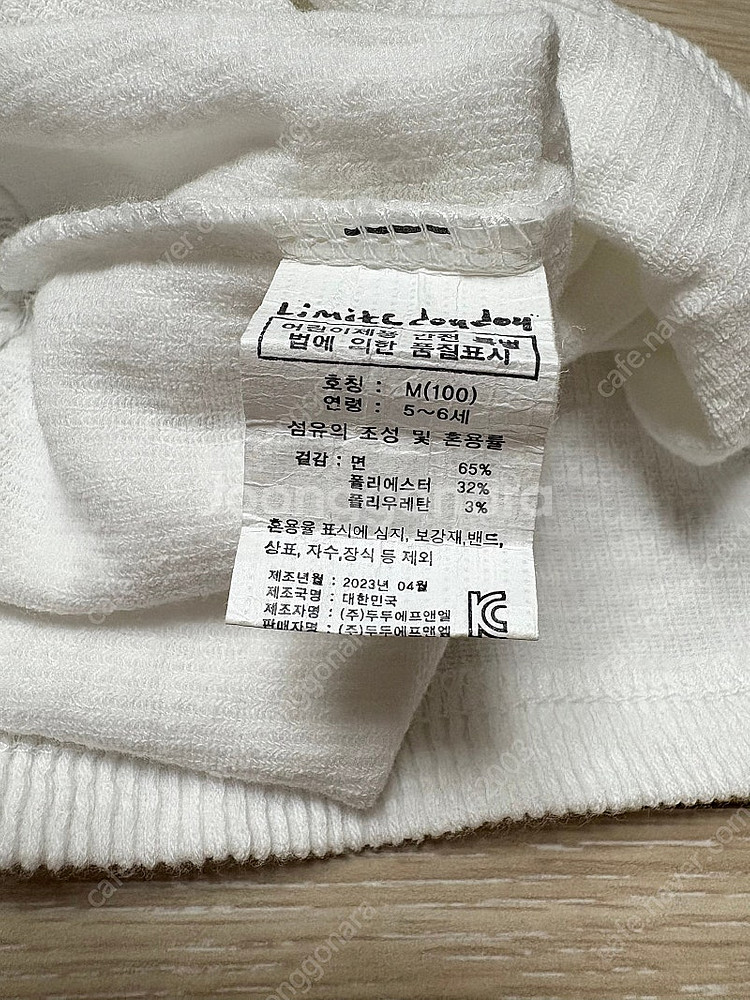 Limite London
어린이제품 안전 특별
법에 의한 품질표시
호칭 : M(100)
연령 : 5~6세
섬유의 조성 및 혼용률
겉감 : 면 65%
폴리에스터 32%
플리우레탄 3%
혼용율 표시에 심지, 보강재,밴드,
상표, 자수,장식 등 제외
제조년월 : 2023년 04월
제조국명 : 대한민국
제조자명 : (주)두두에프앤엘
판매자명 : (주)두두에프앤엘
KC